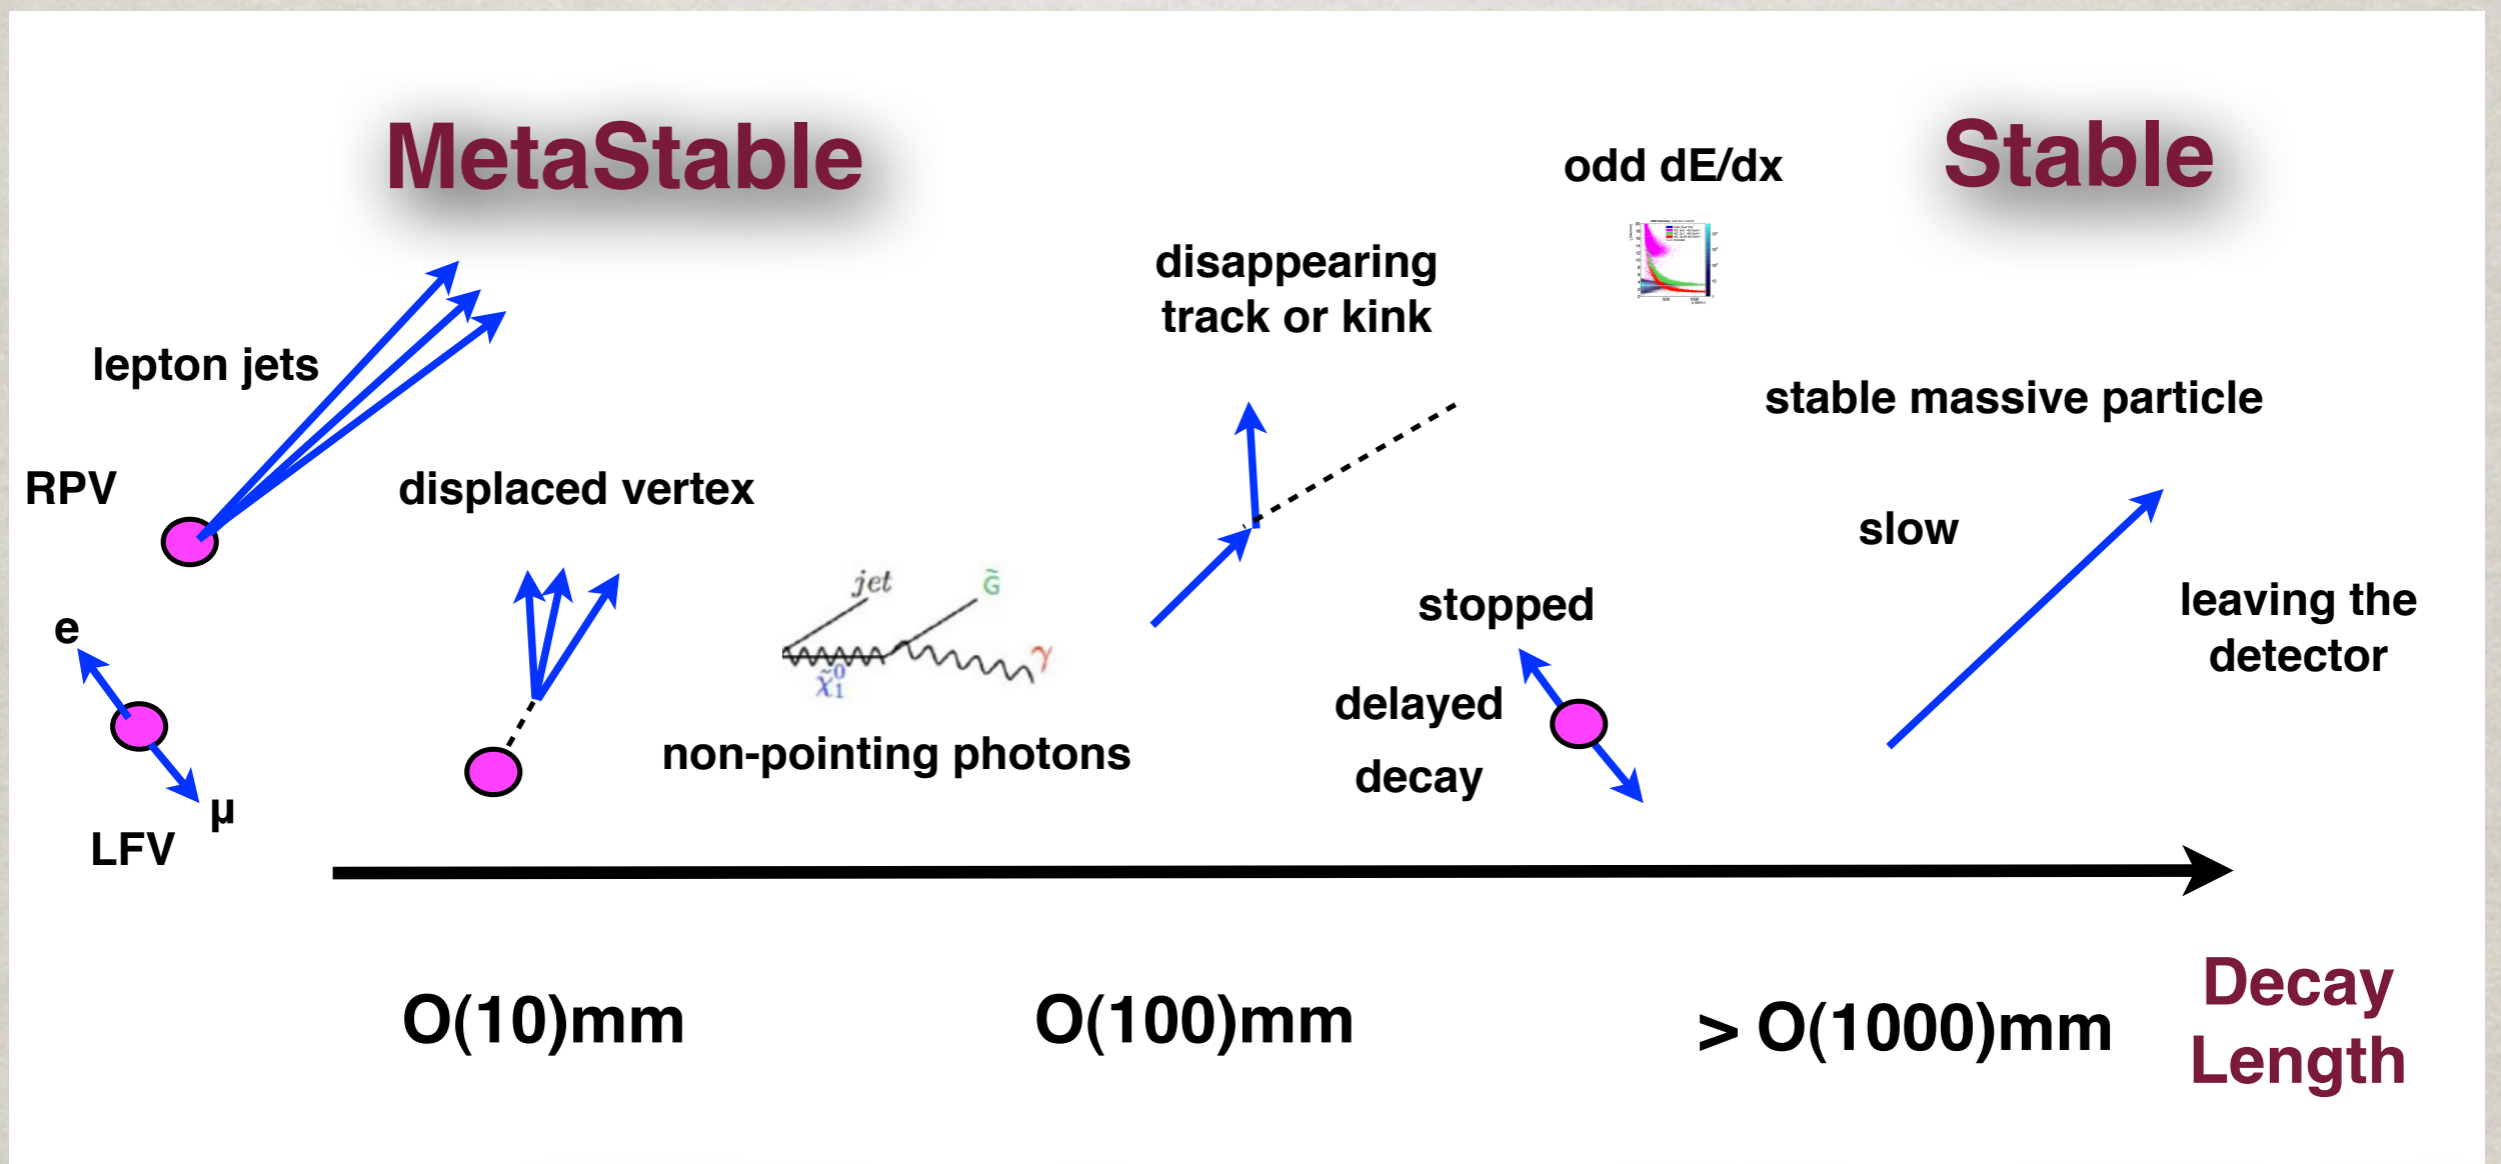 MetaStable
Stable
odd dE/dx
disappearing
track or kink
lepton jets
stable massive particle
RPV
displaced vertex
slow
jet
G̃
stopped
leaving the
detector
e
γ
χ̃⁰₁
delayed
non-pointing photons
decay
μ
LFV
O(10)mm
O(100)mm
> O(1000)mm
Decay
Length